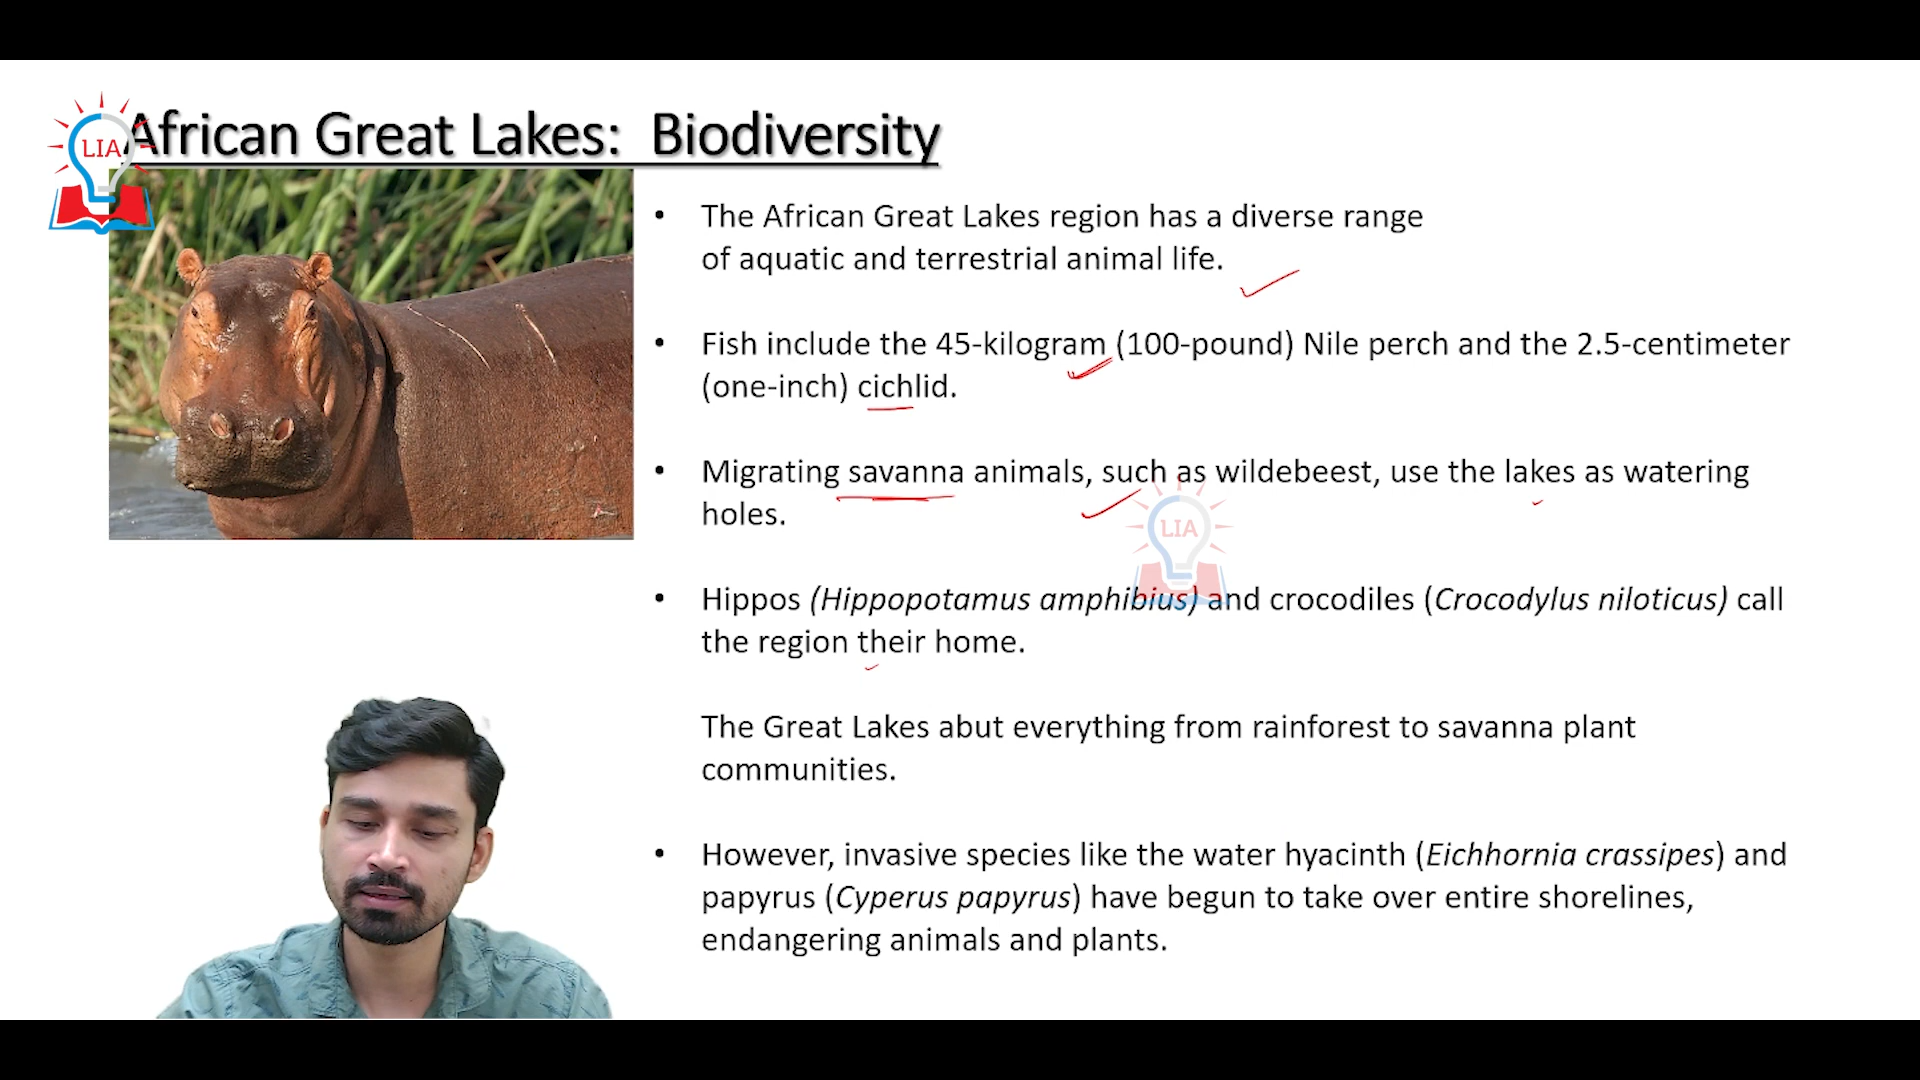 LIA
African Great Lakes: Biodiversity
• The African Great Lakes region has a diverse range
of aquatic and terrestrial animal life.
• Fish include the 45-kilogram (100-pound) Nile perch and the 2.5-centimeter
(one-inch) cichlid.
• Migrating savanna animals, such as wildebeest, use the lakes as watering
holes.
LIA
• Hippos (Hippopotamus amphibius) and crocodiles (Crocodylus niloticus) call
the region their home.
The Great Lakes abut everything from rainforest to savanna plant
communities.
• However, invasive species like the water hyacinth (Eichhornia crassipes) and
papyrus (Cyperus papyrus) have begun to take over entire shorelines,
endangering animals and plants.